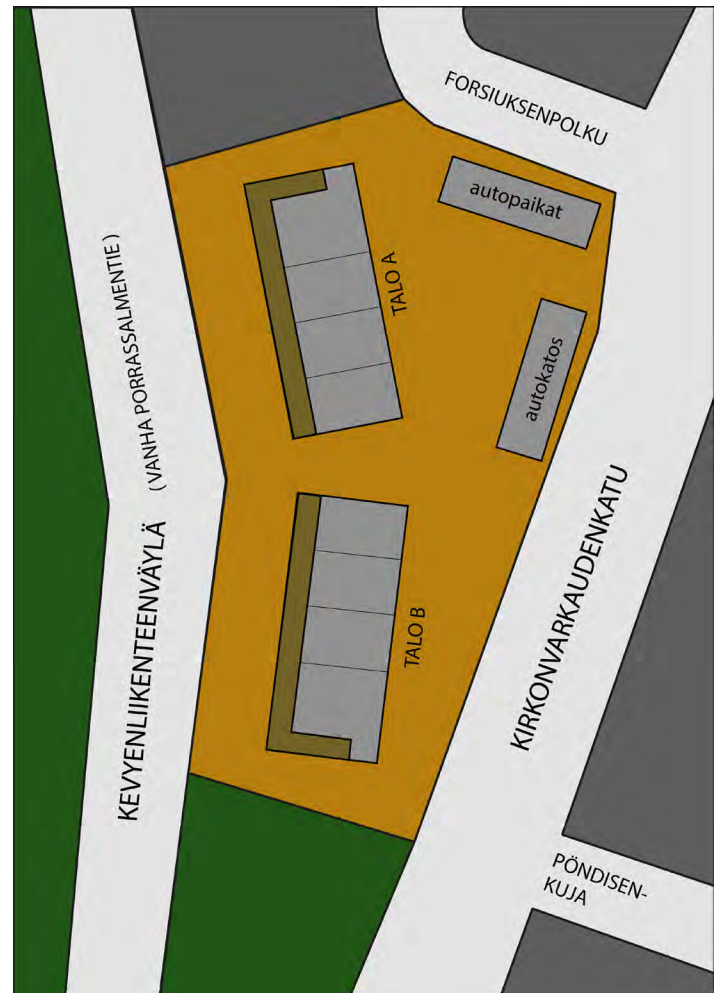 FORSIUKSENPOLKU
autopaikat
TALO A
autokatos
KEVYENLIIKENTEENVÄYLÄ ( VANHA PORRASSALMENTIE )
TALO B
KIRKONVARKAUDENKATU
PÖNDISEN-
KUJA